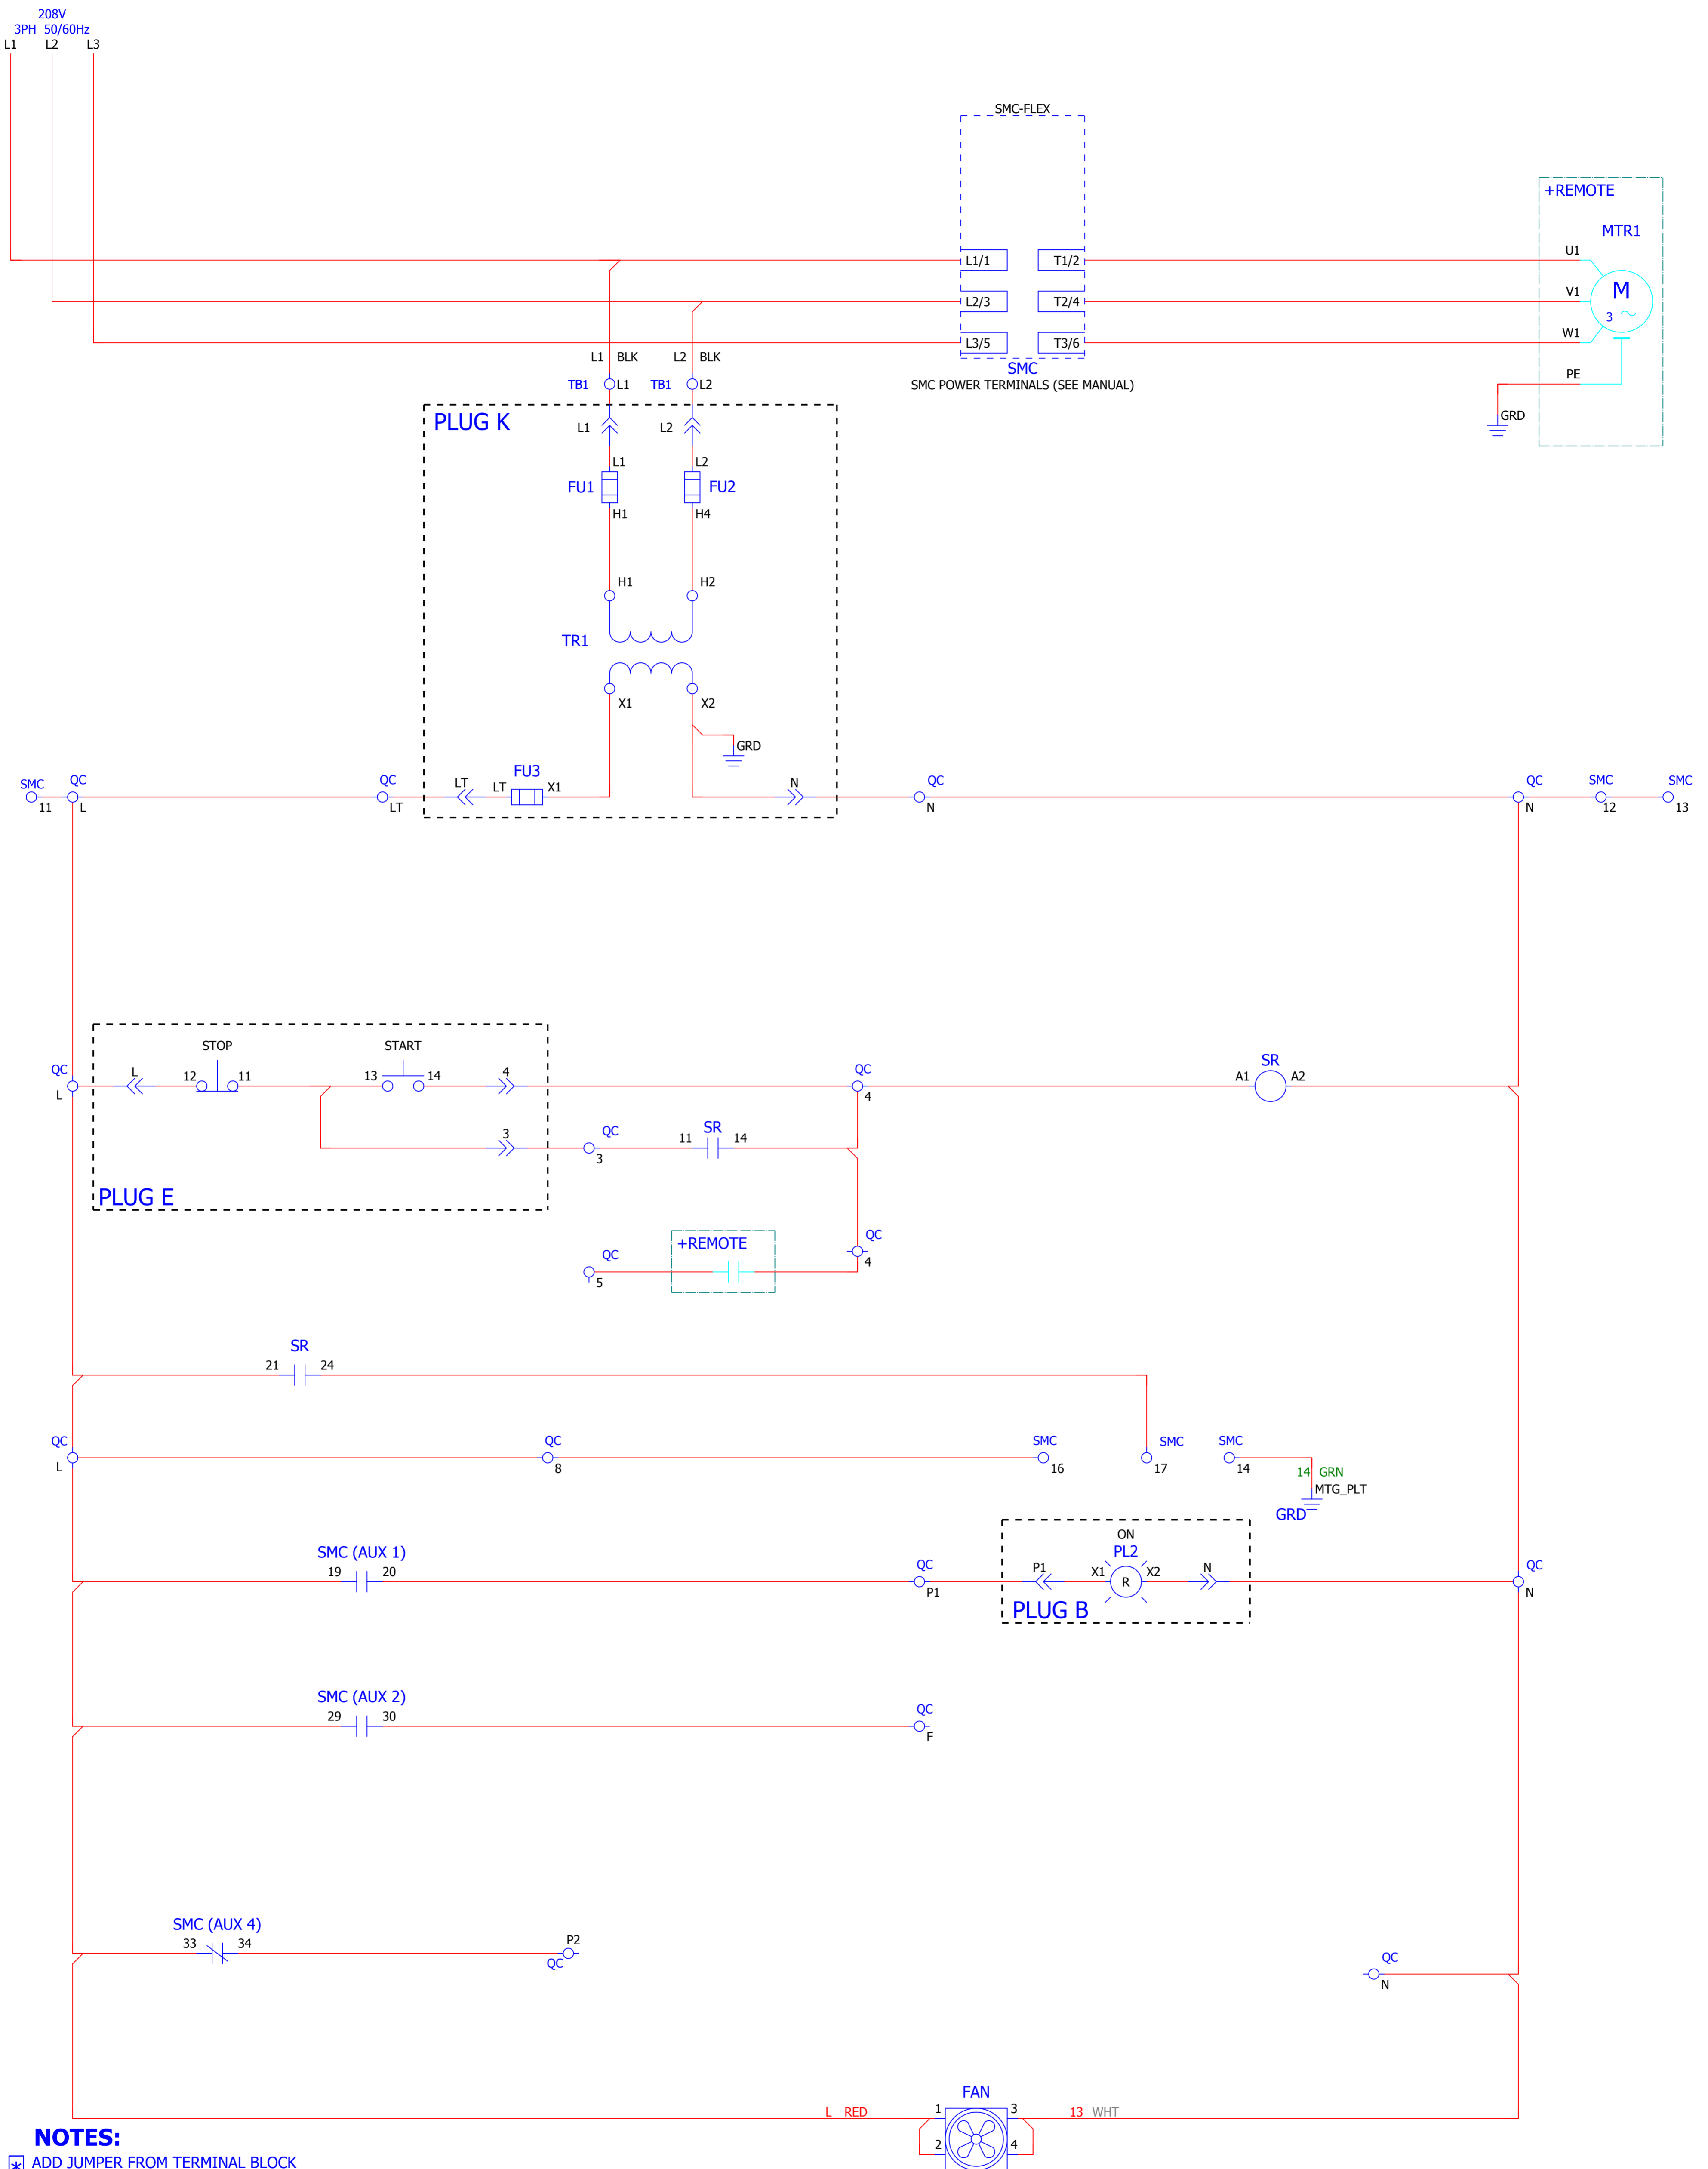 208V
3PH 50/60Hz
L1 L2 L3
SMC-FLEX
+REMOTE
MTR1
L1/1 T1/2 U1
L2/3 T2/4 V1 M
3
L3/5 T3/6 W1
L1 BLK L2 BLK
SMC
SMC POWER TERMINALS (SEE MANUAL)
PE
TB1 L1 TB1 L2
GRD
PLUG K
L1 L2
L1 L2
FU1 FU2
H1 H4
H1 H2
TR1
X1 X2
GRD
SMC QC QC LT LT FU3 X1 N QC QC SMC SMC
11 L LT N N 12 13
STOP START
QC L 12 11 13 14 4 QC SR
L 4 A1 A2
3 QC 11 SR 14
3
PLUG E
QC +REMOTE QC
5 4
SR
21 24
QC QC SMC SMC SMC
L 8 16 17 14
14 GRN
MTG_PLT
GRD
SMC (AUX 1)
19 20
QC P1 ON
PL2
P1 X1 R X2 N QC
N
PLUG B
SMC (AUX 2)
29 30 QC
F
SMC (AUX 4)
33 34 P2
QC
QC
N
FAN
L RED 1 3 13 WHT
2 4
NOTES:
* ADD JUMPER FROM TERMINAL BLOCK